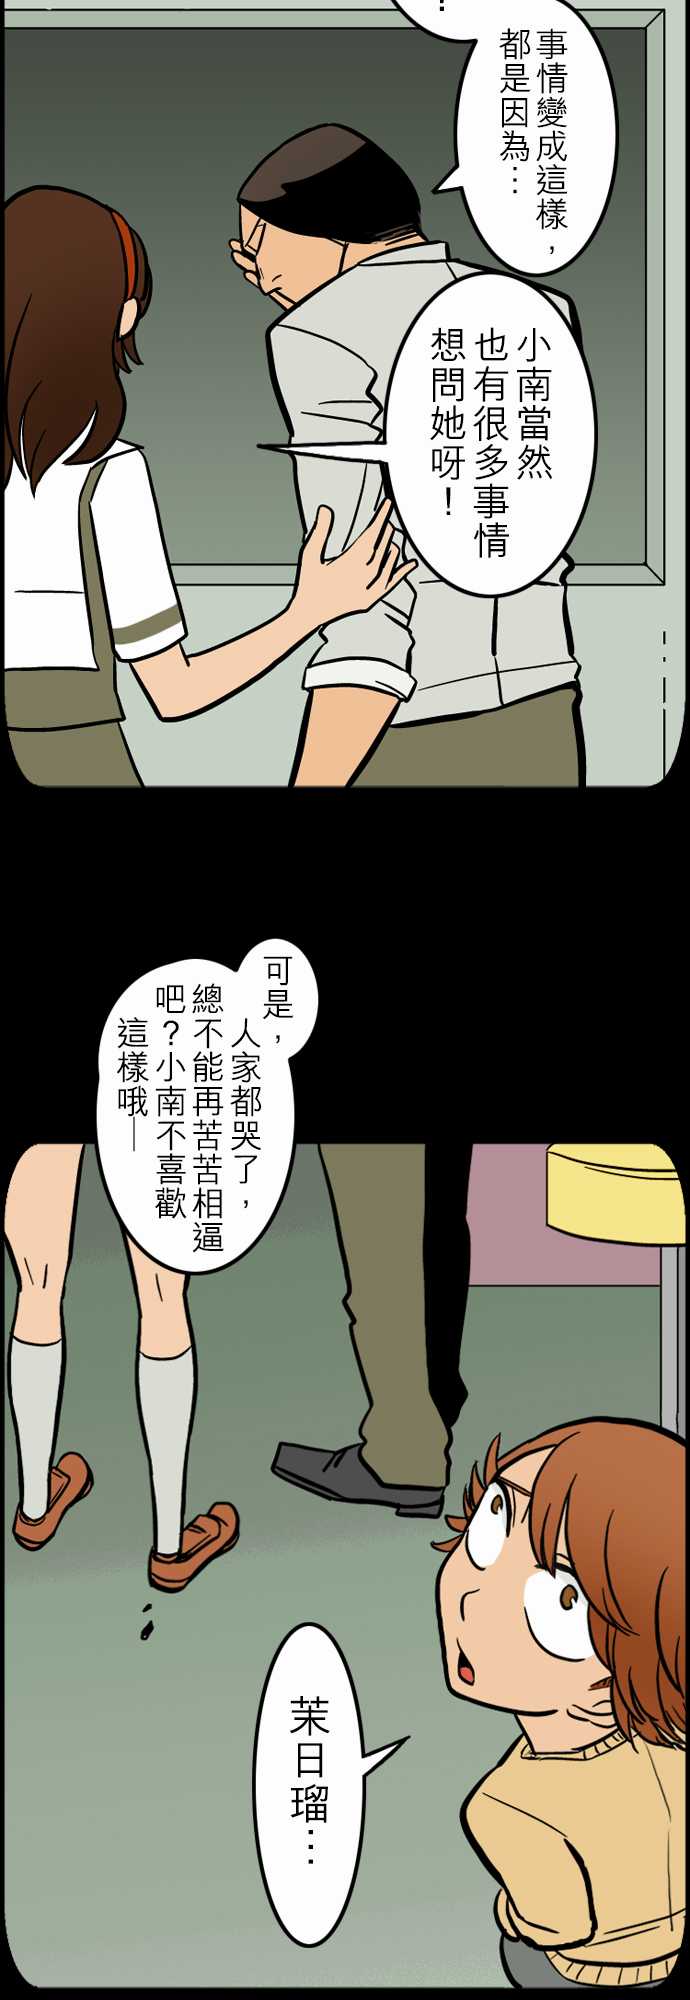 ！
事情變成這樣，
都是因為…
小南當然
也有很多事情
想問她呀！
可是，
人家都哭了，
總不能再苦苦相逼
吧？小南不喜歡
這樣哦—
茉日瑠…